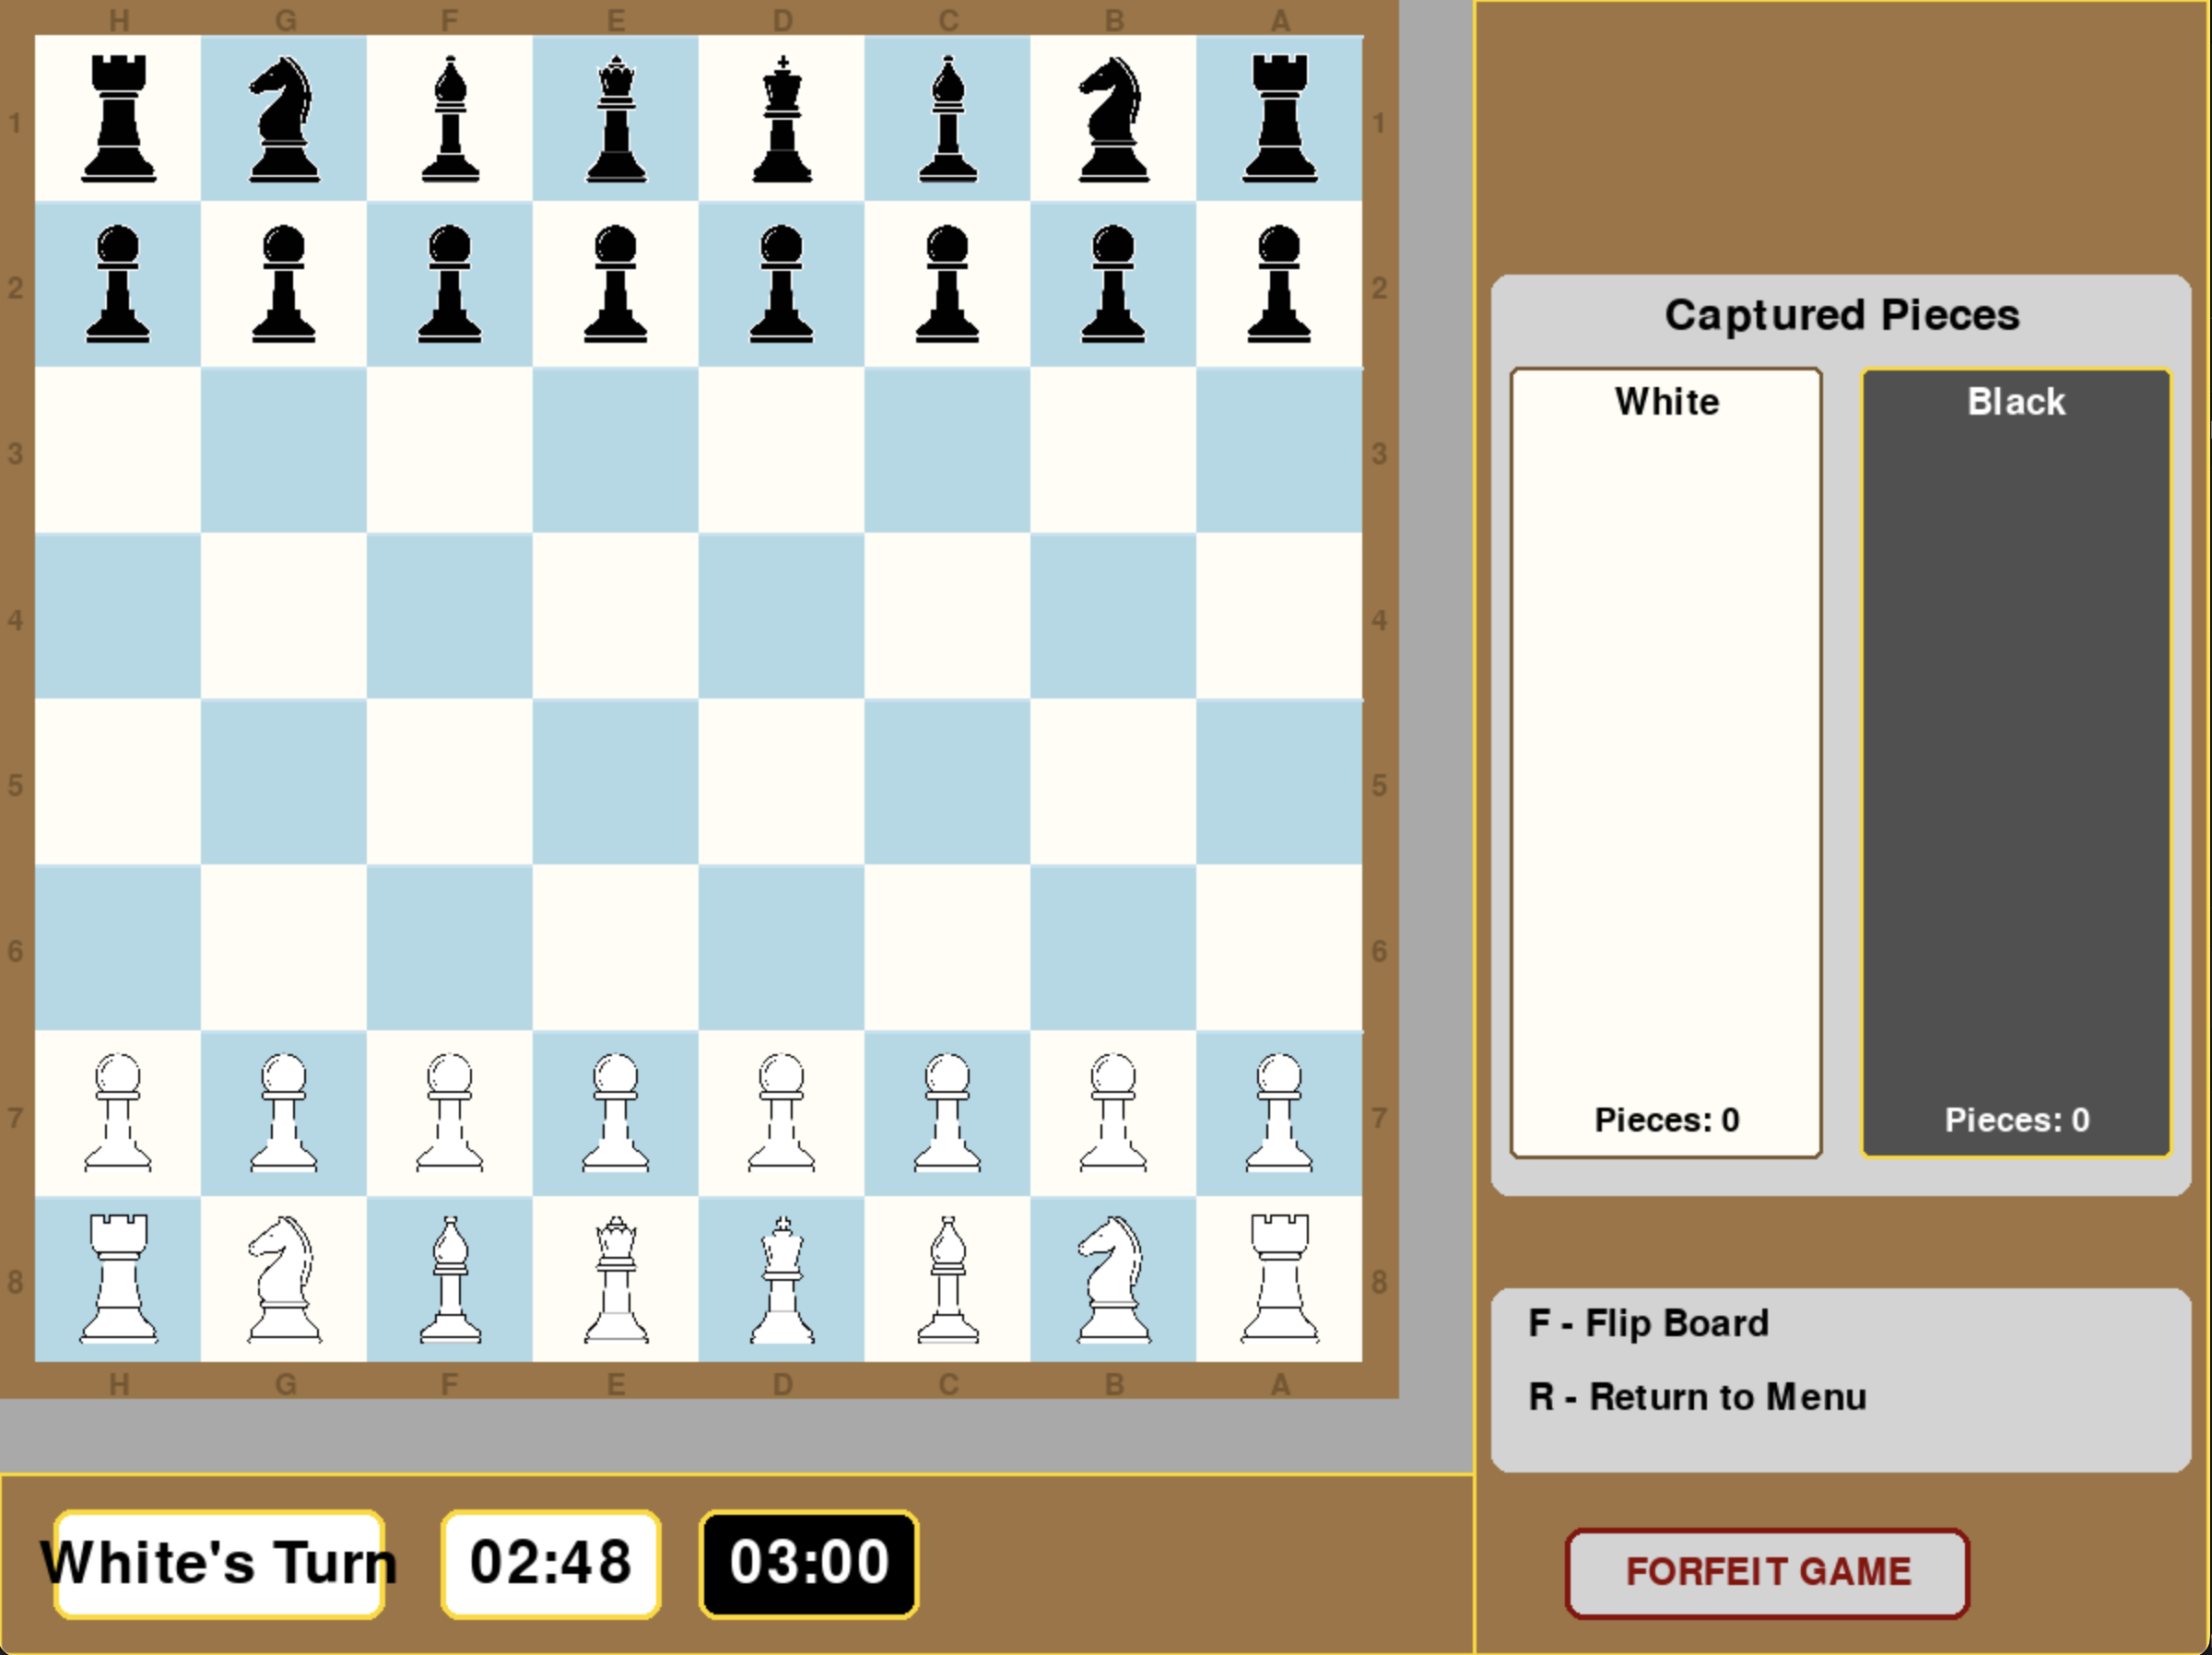 H G F E D C B A
1 1
2 2
3 3
4 4
5 5
6 6
7 7
8 8
H G F E D C B A
Captured Pieces
White
Black
Pieces: 0
Pieces: 0
F - Flip Board
R - Return to Menu
White's Turn
02:48
03:00
FORFEIT GAME